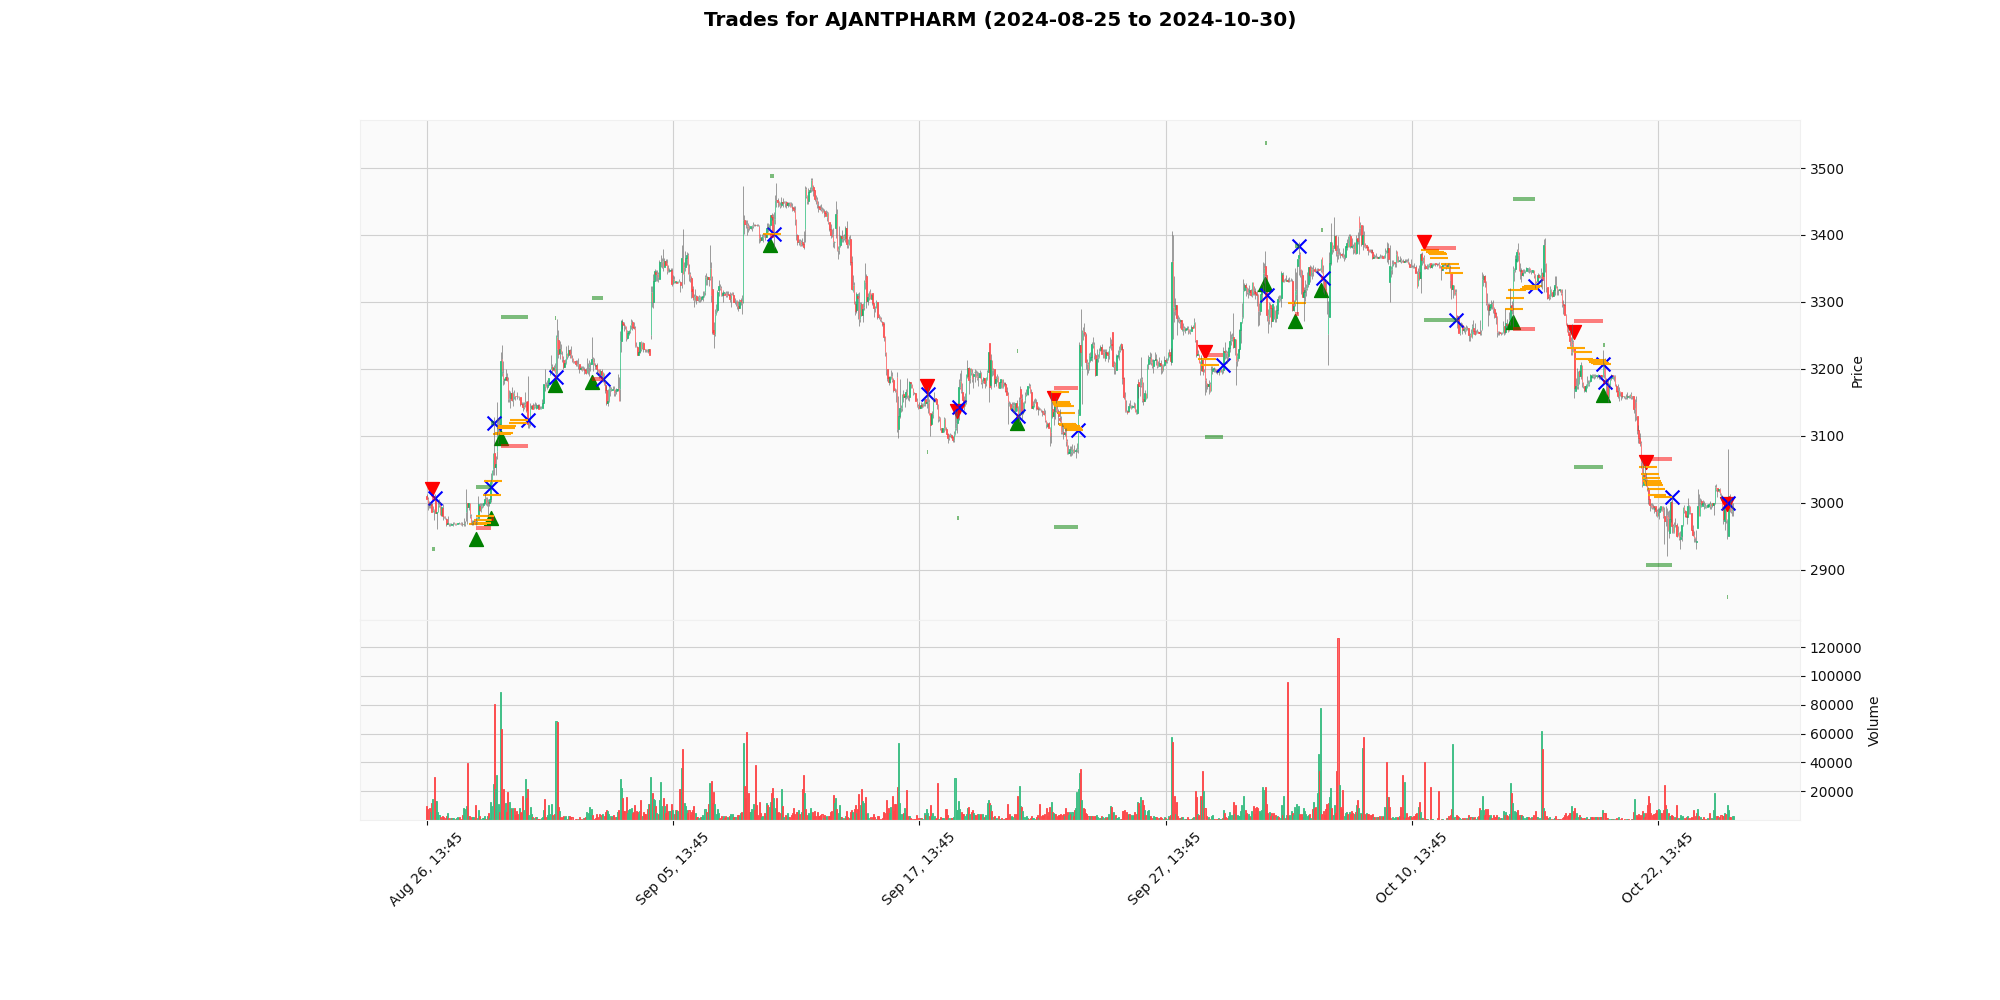 Trades for AJANTPHARM (2024-08-25 to 2024-10-30)
3500
3400
3300
3200
3100
3000
2900
Price
120000
100000
80000
60000
40000
20000
Volume
Aug 26, 13:45
Sep 05, 13:45
Sep 17, 13:45
Sep 27, 13:45
Oct 10, 13:45
Oct 22, 13:45